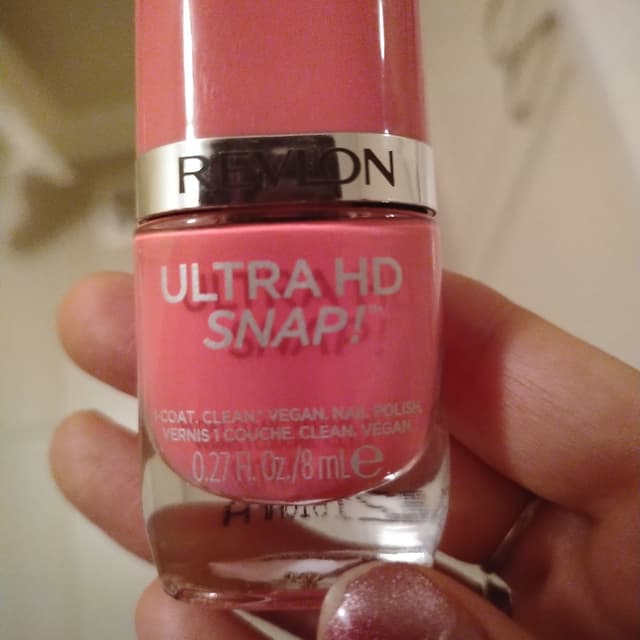 REVLON
ULTRA HD
SNAP!™
1-COAT. CLEAN.* VEGAN. NAIL POLISH.
VERNIS 1 COUCHE. CLEAN. VEGAN.
0.27 FL. OZ./8 mL e